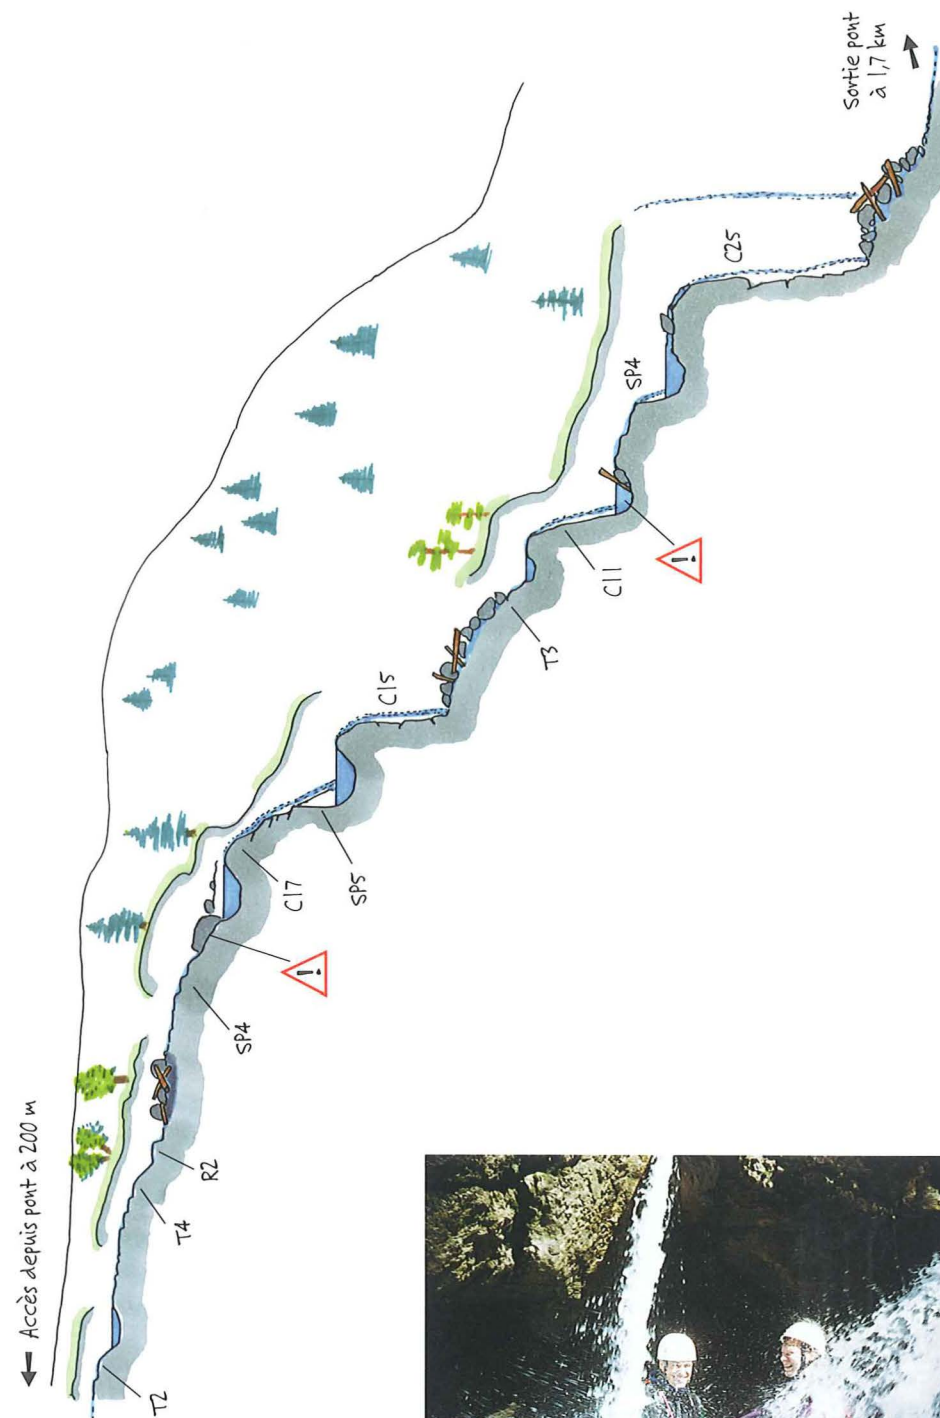 ← Accès depuis pont à 200 m
T2
T4
R2
SP4
!
C17
SP5
C15
T3
C11
!
SP4
C25
Sortie pont
à 1,7 km →